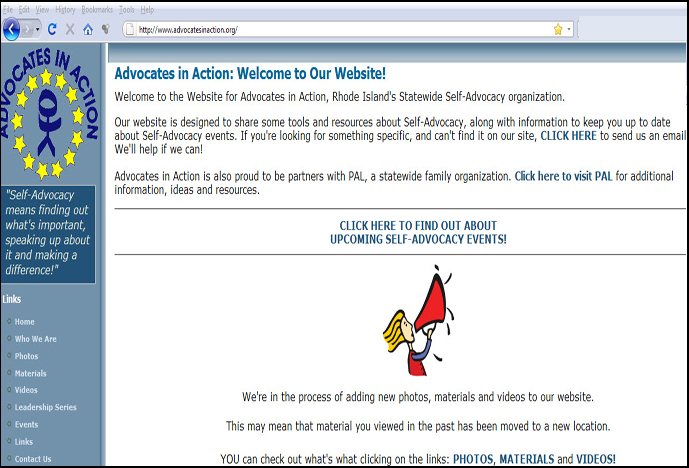 File Edit View History Bookmarks Tools Help
http://www.advocatesinaction.org/
ADVOCATES IN ACTION
"Self-Advocacy
means finding out
what's important,
speaking up about
it and making a
difference!"
Links
Home
Who We Are
Photos
Materials
Videos
Leadership Series
Events
Links
Contact Us
Advocates in Action: Welcome to Our Website!
Welcome to the Website for Advocates in Action, Rhode Island's Statewide Self-Advocacy organization.
Our website is designed to share some tools and resources about Self-Advocacy, along with information to keep you up to date
about Self-Advocacy events. If you're looking for something specific, and can't find it on our site, CLICK HERE to send us an email
We'll help if we can!
Advocates in Action is also proud to be partners with PAL, a statewide family organization. Click here to visit PAL for additional
information, ideas and resources.
CLICK HERE TO FIND OUT ABOUT
UPCOMING SELF-ADVOCACY EVENTS!
We're in the process of adding new photos, materials and videos to our website.
This may mean that material you viewed in the past has been moved to a new location.
YOU can check out what's what clicking on the links: PHOTOS, MATERIALS and VIDEOS!